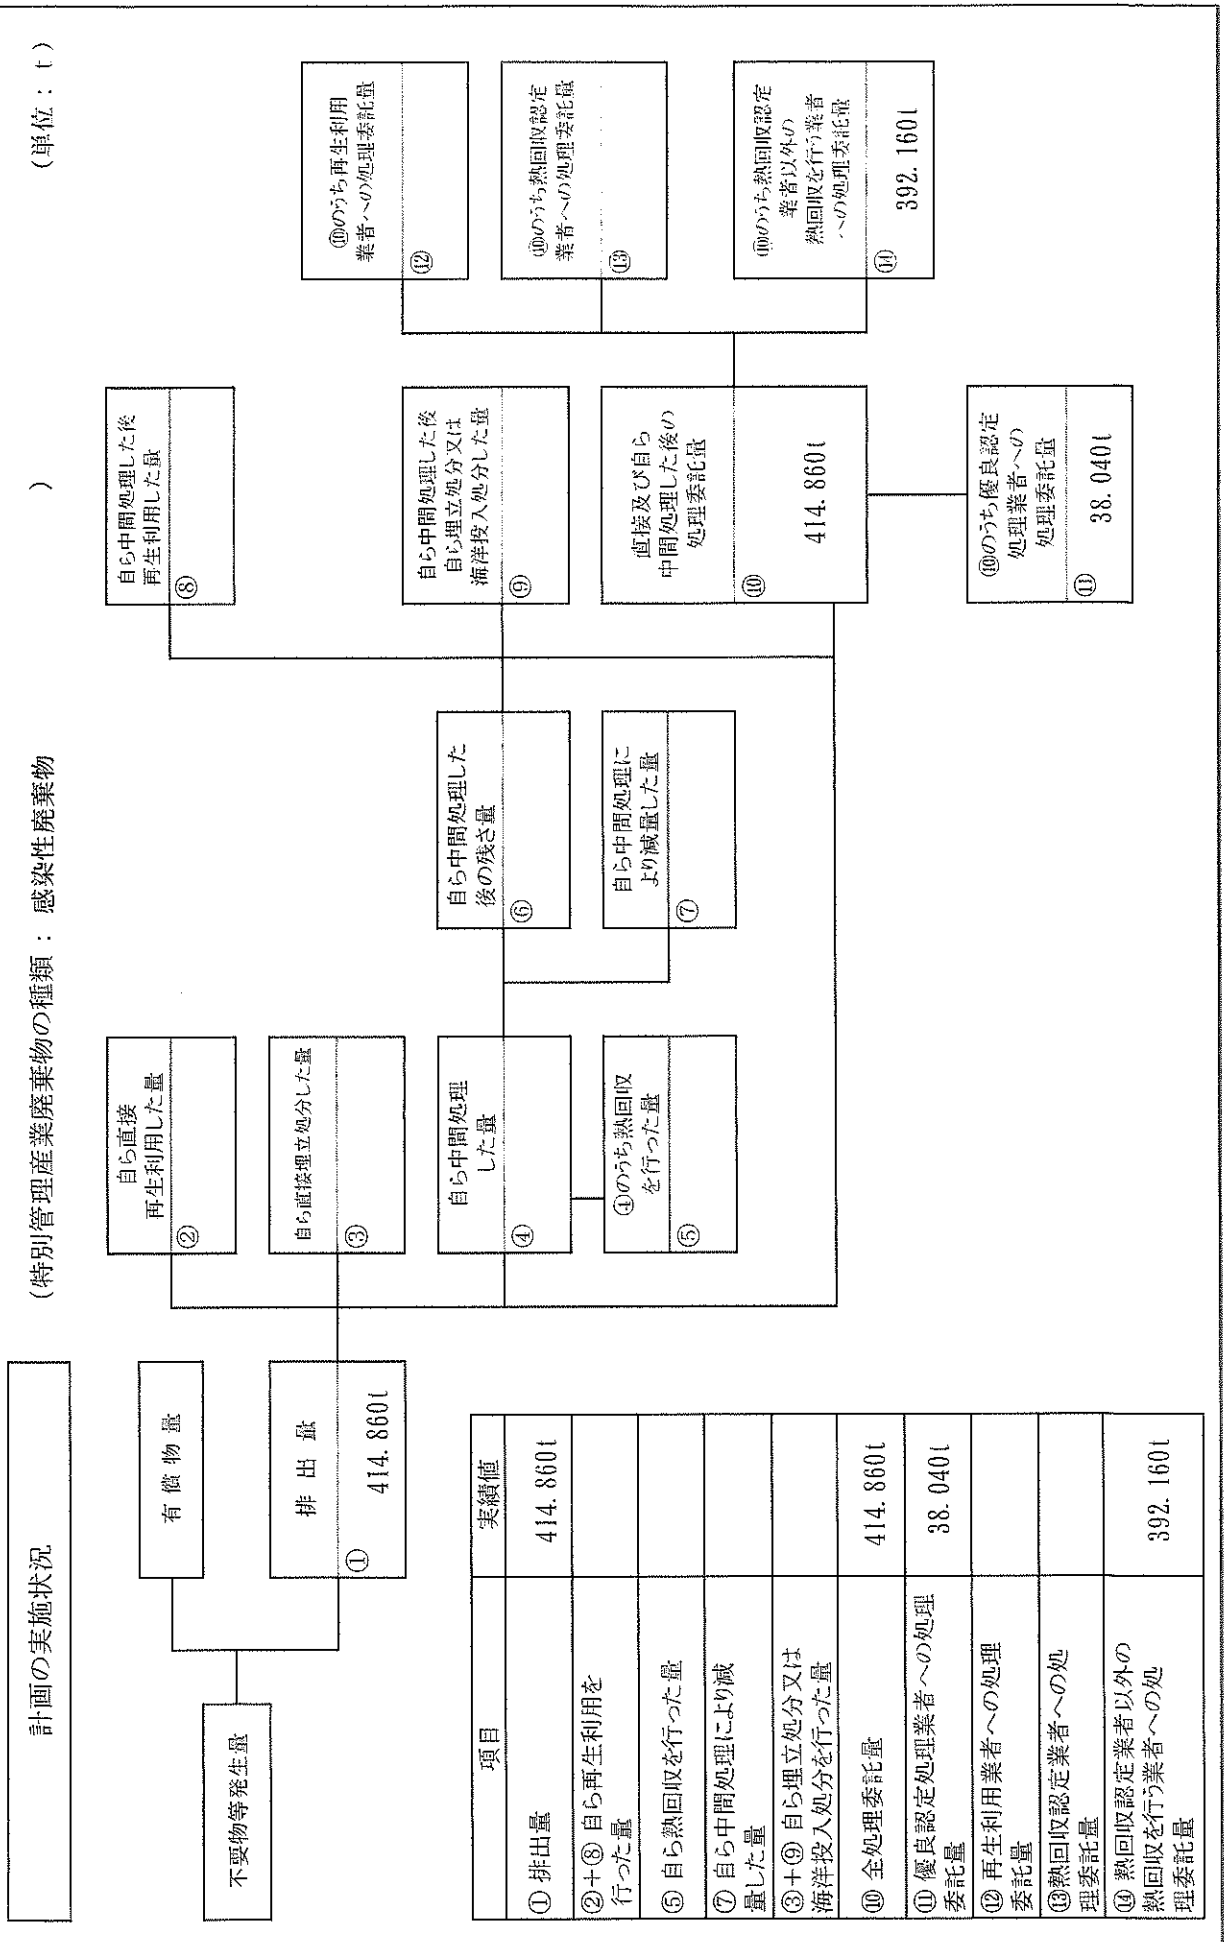 計画の実施状況
(特別管理産業廃棄物の種類：感染性廃棄物
)
(単位：t)
不要物等発生量
有償物量
排出量
①
414.860t
自ら直接
再生利用した量
②
自ら直接埋立処分した量
③
自ら中間処理
した量
④
④のうち熱回収
を行った量
⑤
自ら中間処理した
後の残さ量
⑥
自ら中間処理に
より減量した量
⑦
自ら中間処理した後
再生利用した量
⑧
自ら中間処理した後
自ら埋立処分又は
海洋投入処分した量
⑨
直接及び自ら
中間処理した後の
処理委託量
⑩
414.860t
⑩のうち優良認定
処理業者への
処理委託量
⑪
38.040t
⑩のうち再生利用
業者への処理委託量
⑫
⑩のうち熱回収認定
業者への処理委託量
⑬
⑩のうち熱回収認定
業者以外の
熱回収を行う業者
への処理委託量
⑭
392.160t
項目
実績値
①排出量
414.860t
②+⑧ 自ら再生利用を
行った量
⑤ 自ら熱回収を行った量
⑦ 自ら中間処理により減
量した量
③+⑨ 自ら埋立処分又は
海洋投入処分を行った量
⑩ 全処理委託量
414.860t
⑪ 優良認定処理業者への処理
委託量
38.040t
⑫ 再生利用業者への処理
委託量
⑬熱回収認定業者への処
理委託量
⑭ 熱回収認定業者以外の
熱回収を行う業者への処
理委託量
392.160t